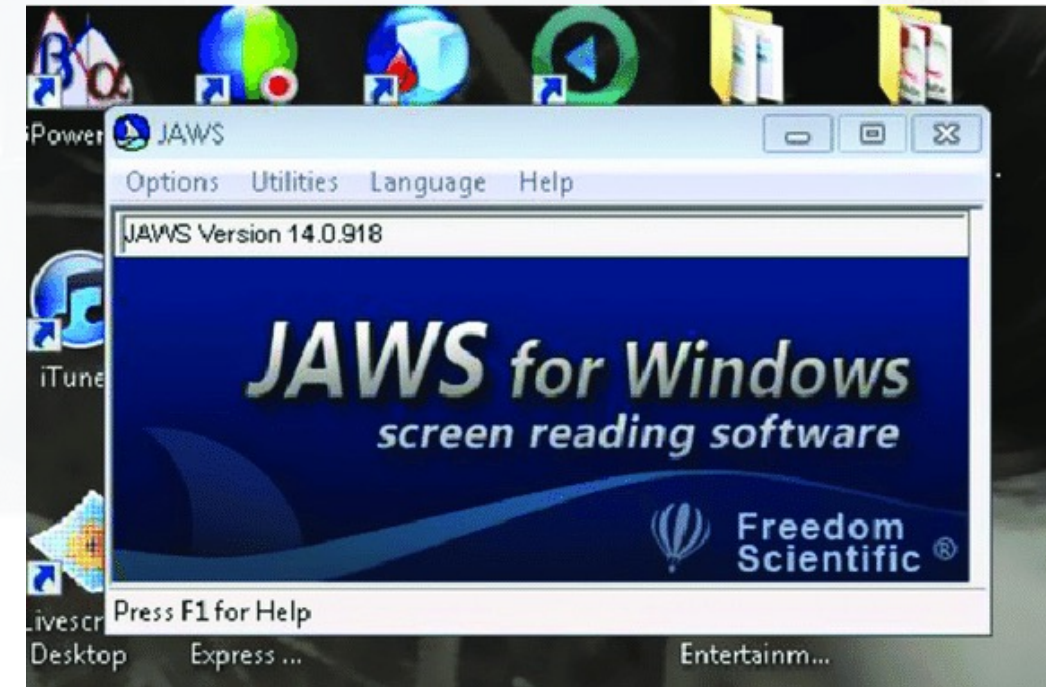 iPower
JAWS
Options Utilities Language Help
JAWS Version 14.0.918
JAWS for Windows
screen reading software
Freedom
Scientific ®
iTune
Press F1 for Help
Livescr
Desktop
Express ...
Entertainm...